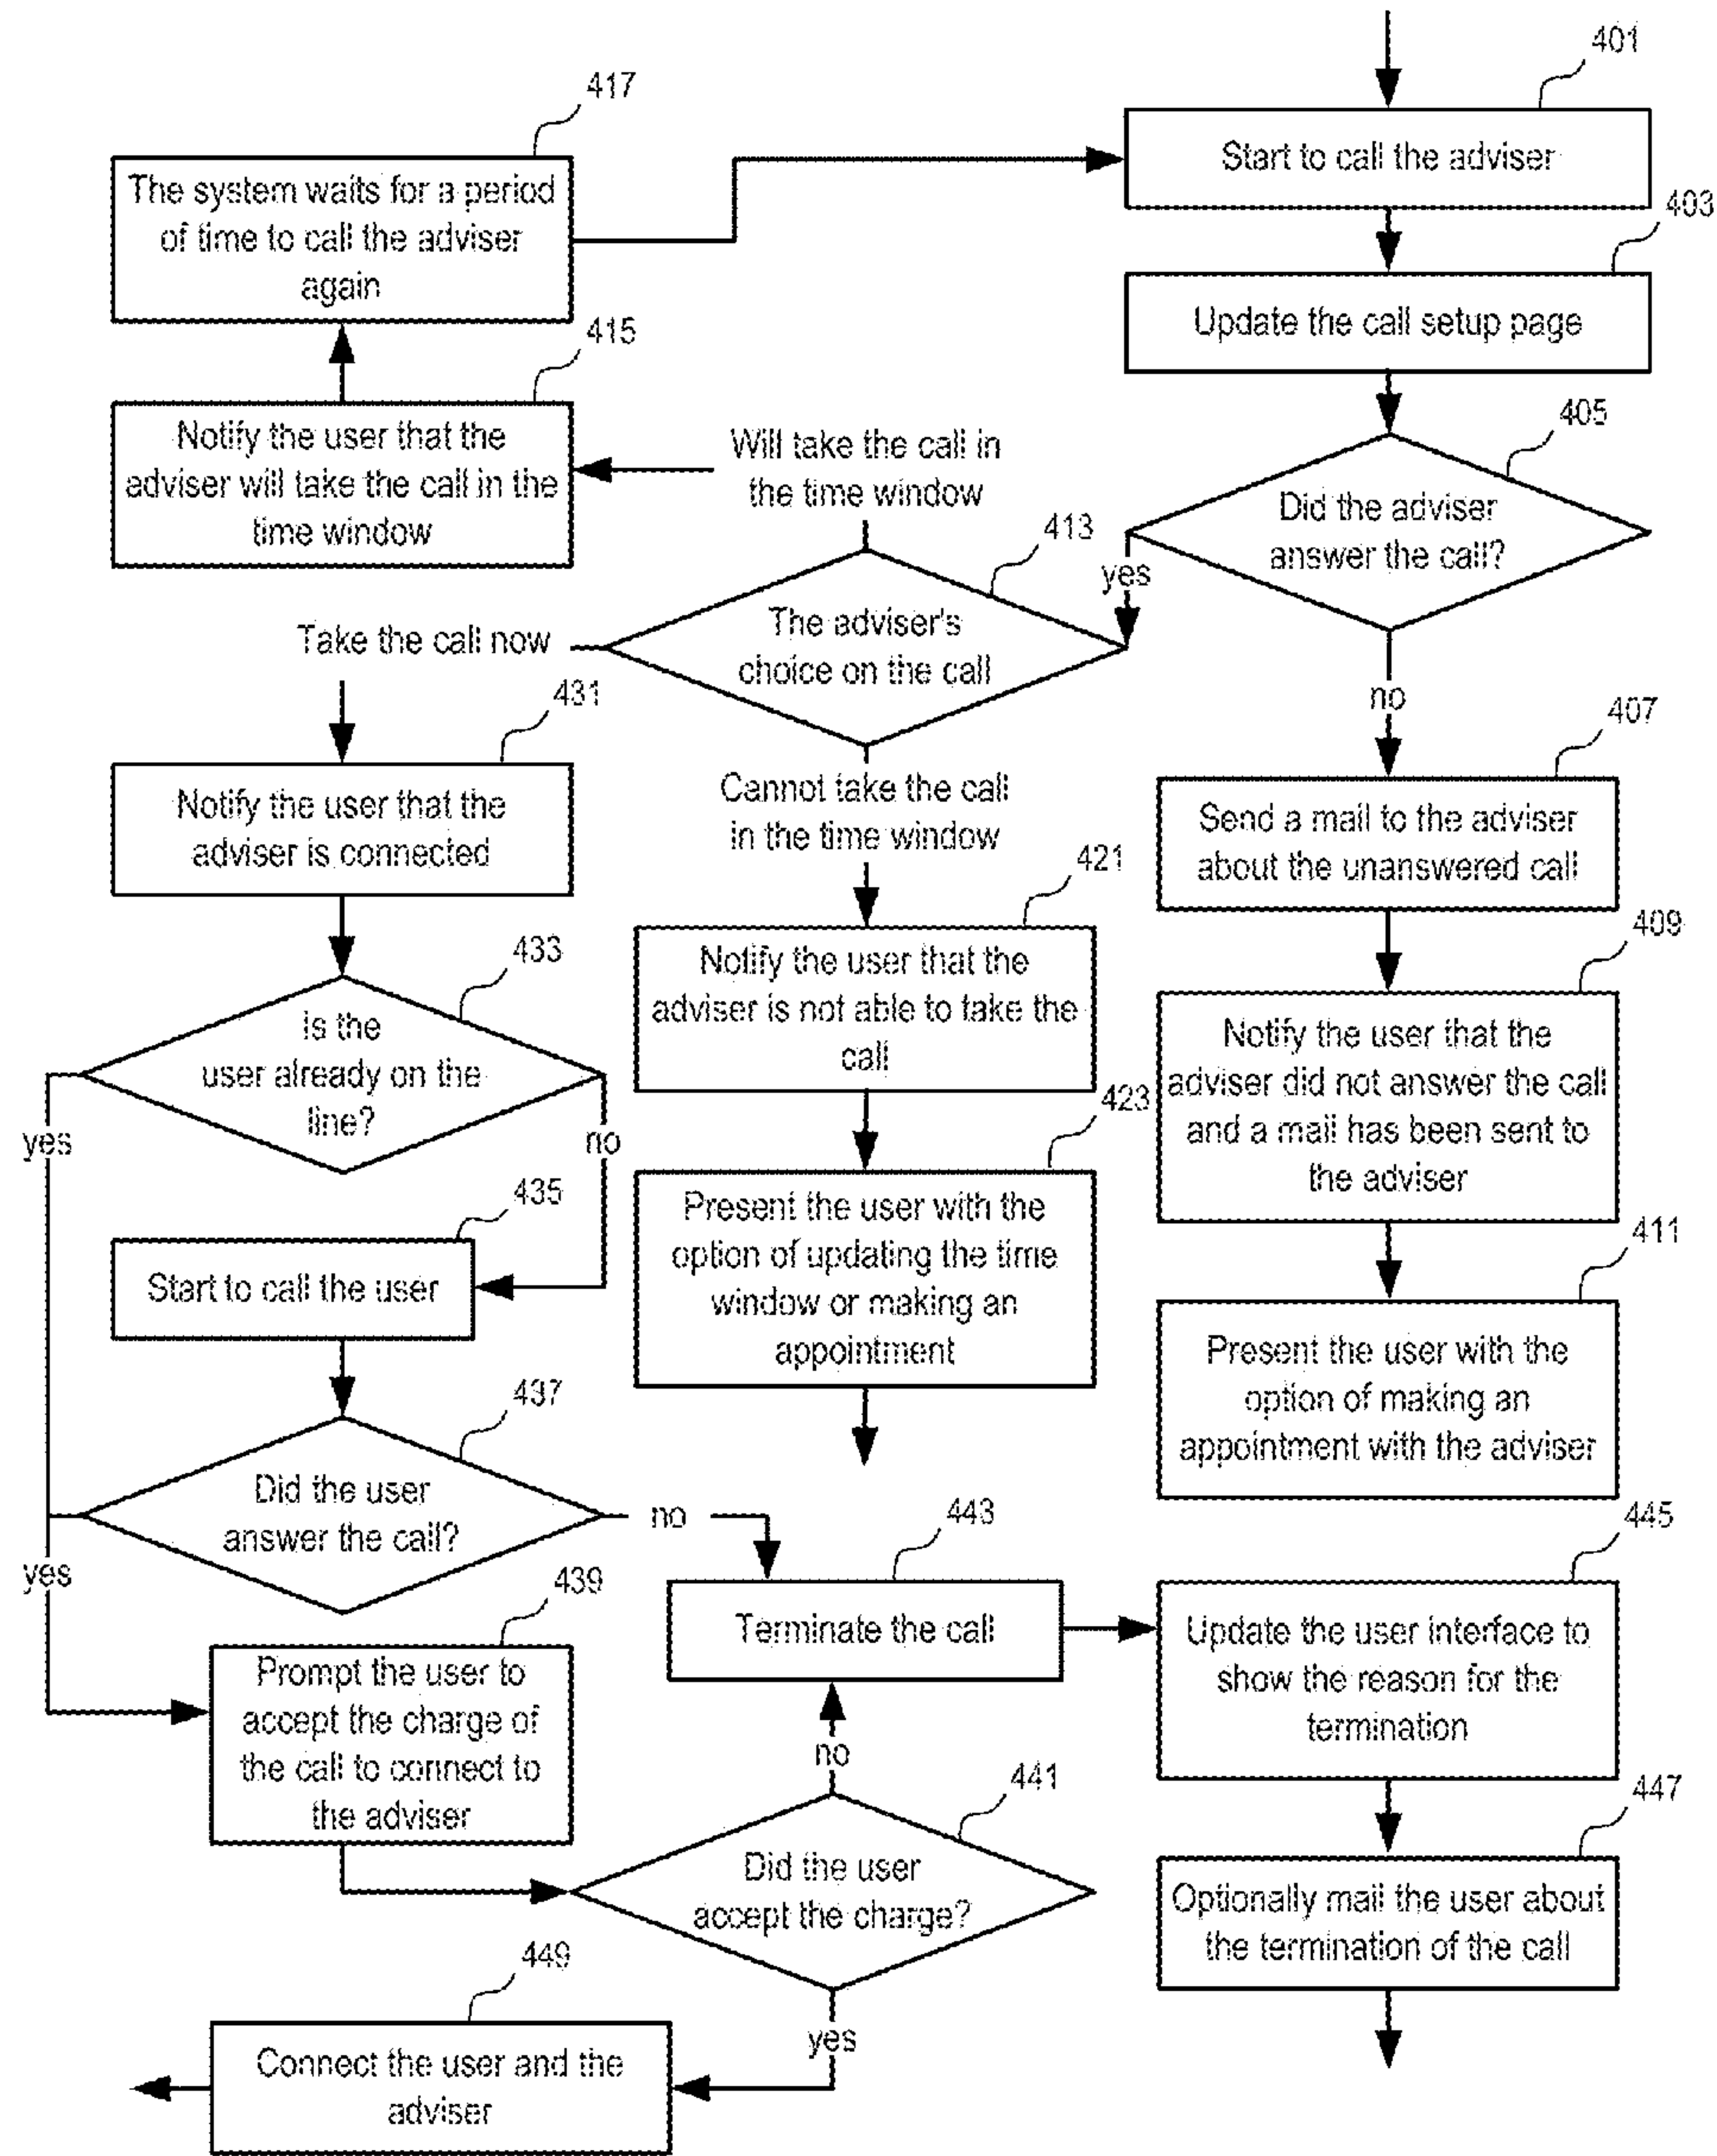 401
Start to call the adviser
403
Update the call setup page
405
Did the adviser
answer the call?
yes
no
407
Send a mail to the adviser
about the unanswered call
409
Notify the user that the
adviser did not answer the call
and a mail has been sent to
the adviser
411
Present the user with the
option of making an
appointment with the adviser
413
The adviser's
choice on the call
Will take the call in
the time window
415
Notify the user that the
adviser will take the call in the
time window
417
The system waits for a period
of time to call the adviser
again
Cannot take the call
in the time window
421
Notify the user that the
adviser is not able to take the
call
423
Present the user with the
option of updating the time
window or making an
appointment
Take the call now
431
Notify the user that the
adviser is connected
433
Is the
user already on the
line?
yes
no
435
Start to call the user
437
Did the user
answer the call?
yes
no
439
Prompt the user to
accept the charge of
the call to connect to
the adviser
441
Did the user
accept the charge?
no
yes
443
Terminate the call
445
Update the user interface to
show the reason for the
termination
447
Optionally mail the user about
the termination of the call
449
Connect the user and the
adviser